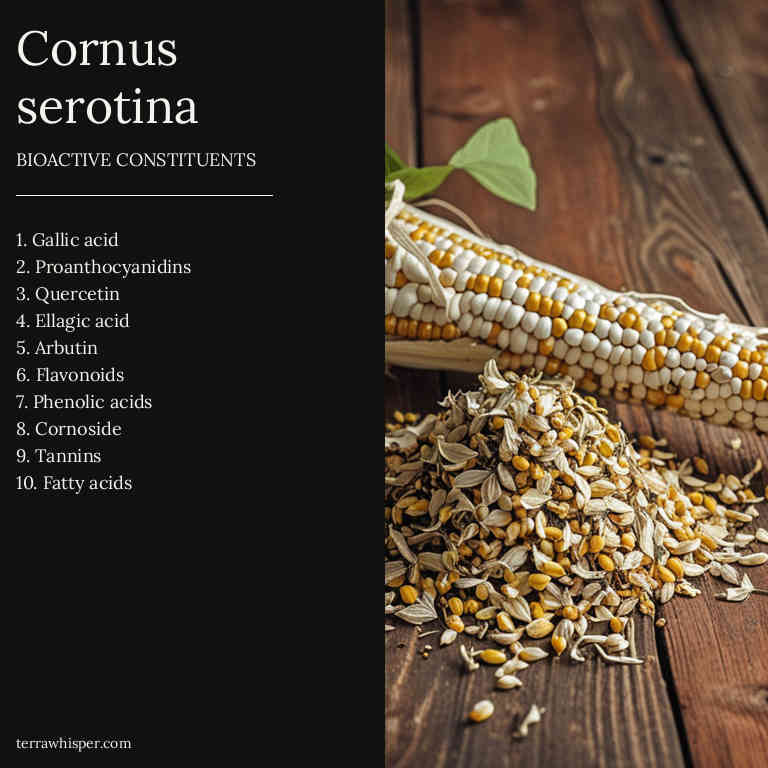 Cornus
serotina
BIOACTIVE CONSTITUENTS
1. Gallic acid
2. Proanthocyanidins
3. Quercetin
4. Ellagic acid
5. Arbutin
6. Flavonoids
7. Phenolic acids
8. Cornoside
9. Tannins
10. Fatty acids
terrawhisper.com